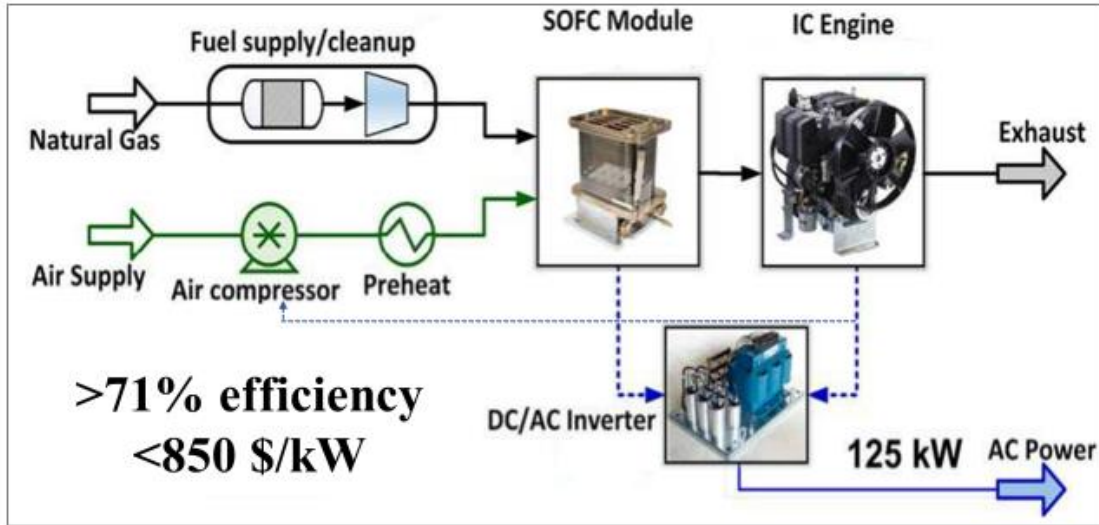 SOFC Module
IC Engine
Fuel supply/cleanup
Natural Gas
Exhaust
Air Supply
Air compressor
Preheat
>71% efficiency
<850 $/kW
DC/AC Inverter
125 kW
AC Power